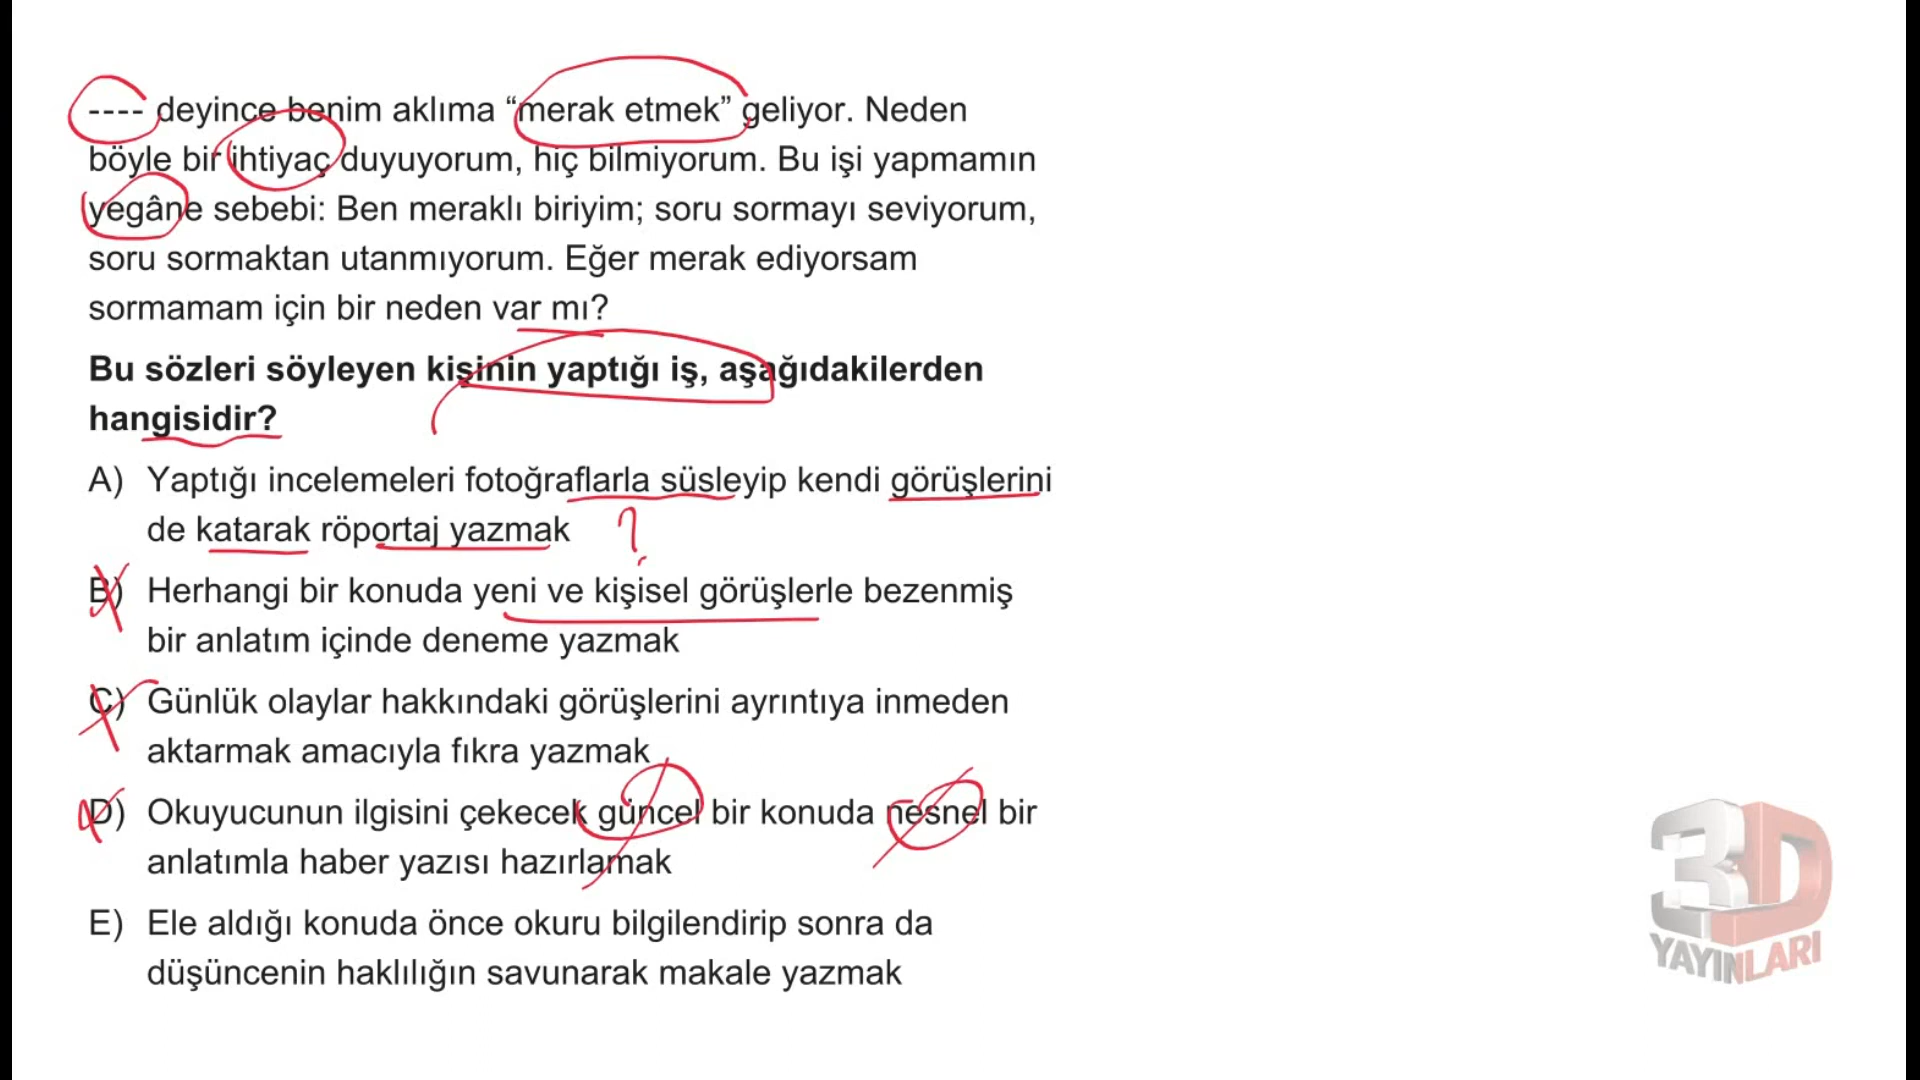 ---- deyince benim aklıma “merak etmek” geliyor. Neden
böyle bir ihtiyaç duyuyorum, hiç bilmiyorum. Bu işi yapmamın
yegâne sebebi: Ben meraklı biriyim; soru sormayı seviyorum,
soru sormaktan utanmıyorum. Eğer merak ediyorsam
sormamam için bir neden var mı?
Bu sözleri söyleyen kişinin yaptığı iş, aşağıdakilerden
hangisidir?
A) Yaptığı incelemeleri fotoğraflarla süsleyip kendi görüşlerini
de katarak röportaj yazmak ?
B) Herhangi bir konuda yeni ve kişisel görüşlerle bezenmiş
bir anlatım içinde deneme yazmak
C) Günlük olaylar hakkındaki görüşlerini ayrıntıya inmeden
aktarmak amacıyla fıkra yazmak
D) Okuyucunun ilgisini çekecek güncel bir konuda nesnel bir
anlatımla haber yazısı hazırlamak
E) Ele aldığı konuda önce okuru bilgilendirip sonra da
düşüncenin haklılığın savunarak makale yazmak
3D
YAYINLARI